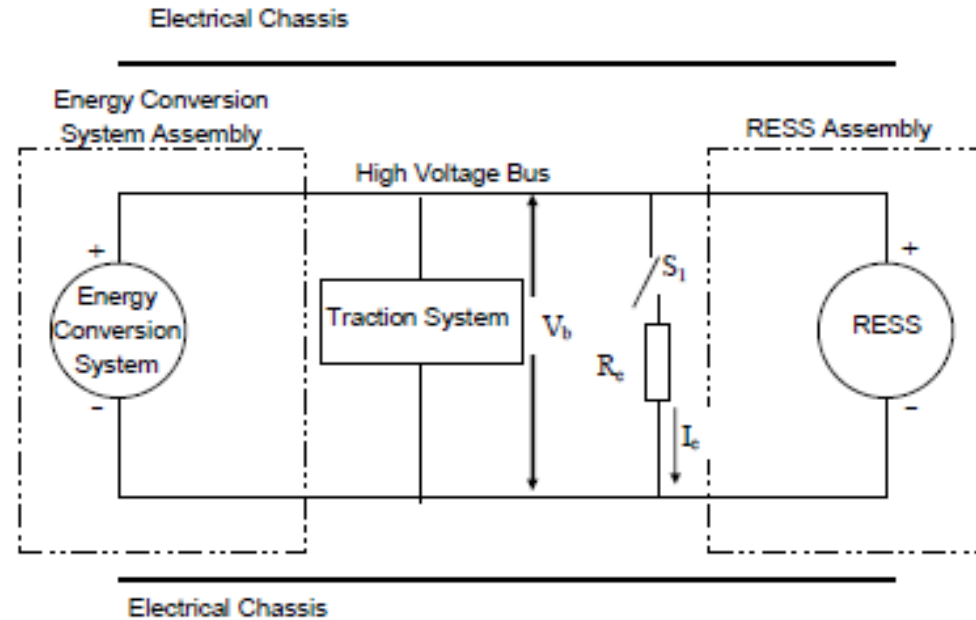 Electrical Chassis
Energy Conversion
System Assembly
RESS Assembly
High Voltage Bus
+
+
S1
Energy
Conversion
System
Traction System
Vb
RESS
Re
-
-
Ie
Electrical Chassis